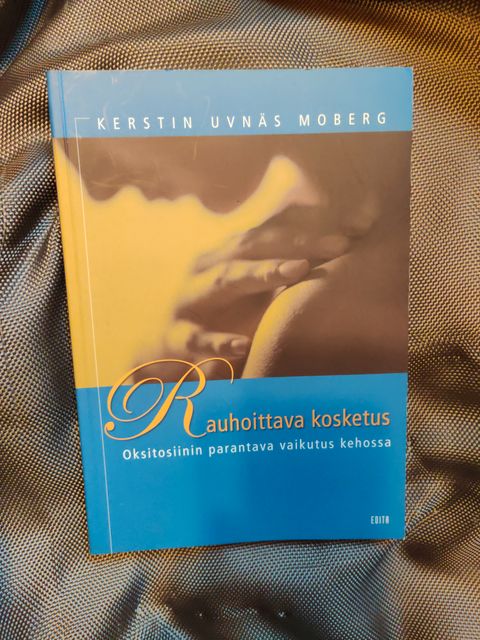 KERSTIN UVNÄS MOBERG
Rauhoittava kosketus
Oksitosiinin parantava vaikutus kehossa
EDITA